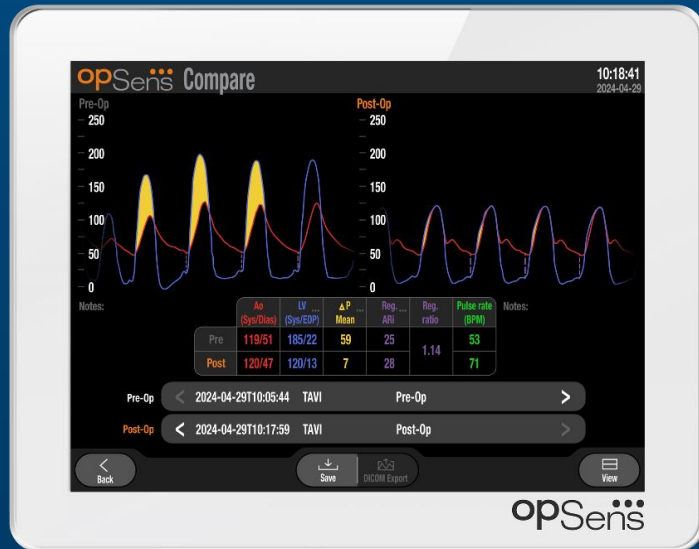 opSens Compare
10:18:41
2024-04-29
Pre-Op
250
200
150
100
50
0
Post-Op
250
200
150
100
50
0
Notes:
Ao (Sys/Dias) LV ... (Sys/EDP) ΔP ... Mean Reg. ... ARi Reg. ratio Pulse rate (BPM)
Pre 119/51 185/22 59 25 1.14 53
Post 120/47 120/13 7 28 71
Notes:
Pre-Op < 2024-04-29T10:05:44 TAVI Pre-Op >
Post-Op < 2024-04-29T10:17:59 TAVI Post-Op >
< Back
Save
DICOM Export
View
opSens